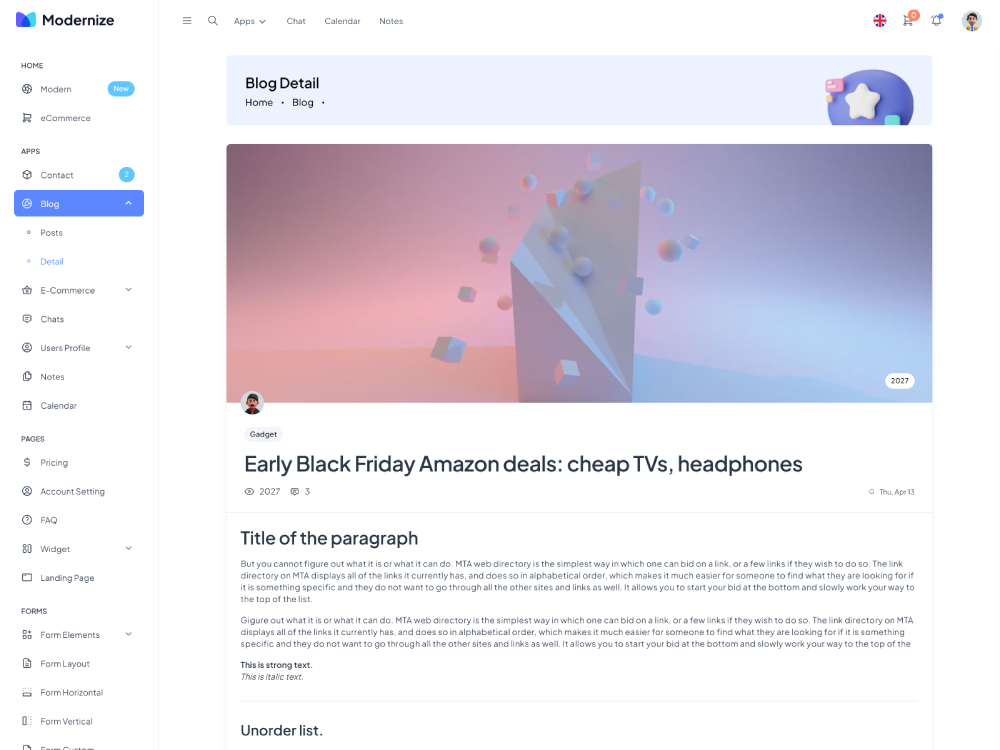 Modernize
Apps
Chat
Calendar
Notes
0
HOME
Modern
New
eCommerce
APPS
Contact
2
Blog
Posts
Detail
E-Commerce
Chats
Users Profile
Notes
Calendar
PAGES
Pricing
Account Setting
FAQ
Widget
Landing Page
FORMS
Form Elements
Form Layout
Form Horizontal
Form Vertical
Form Custom
Blog Detail
Home • Blog •
2027
Gadget
Early Black Friday Amazon deals: cheap TVs, headphones
2027
3
Thu, Apr 13
Title of the paragraph
But you cannot figure out what it is or what it can do. MTA web directory is the simplest way in which one can bid on a link, or a few links if they wish to do so. The link
directory on MTA displays all of the links it currently has, and does so in alphabetical order, which makes it much easier for someone to find what they are looking for if
it is something specific and they do not want to go through all the other sites and links as well. It allows you to start your bid at the bottom and slowly work your way to
the top of the list.
Gigure out what it is or what it can do. MTA web directory is the simplest way in which one can bid on a link, or a few links if they wish to do so. The link directory on MTA
displays all of the links it currently has, and does so in alphabetical order, which makes it much easier for someone to find what they are looking for if it is something
specific and they do not want to go through all the other sites and links as well. It allows you to start your bid at the bottom and slowly work your way to the top of the
This is strong text.
This is italic text.
Unorder list.